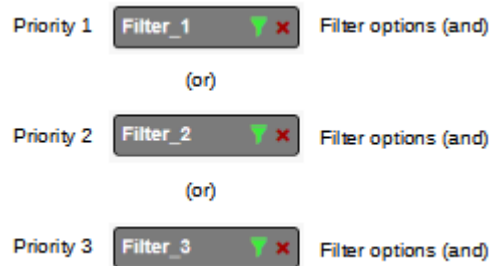 Priority 1 Filter_1 Filter options (and)
(or)
Priority 2 Filter_2 Filter options (and)
(or)
Priority 3 Filter_3 Filter options (and)